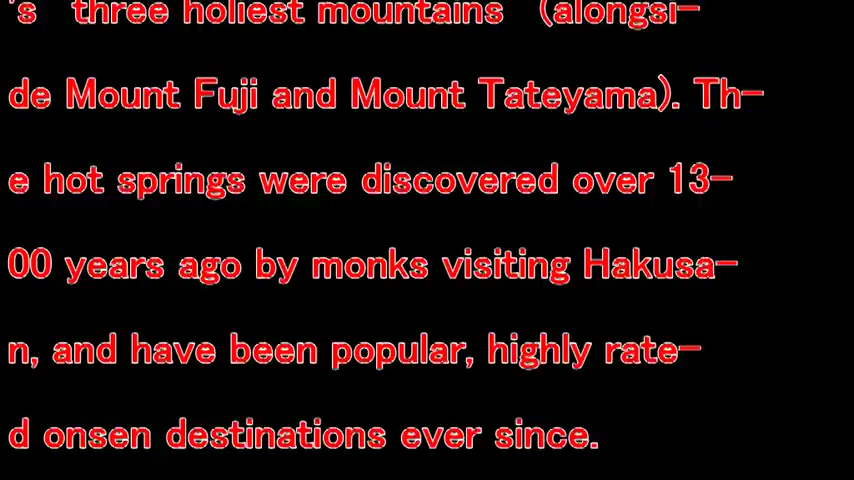 's three holiest mountains (alongsi-
de Mount Fuji and Mount Tateyama). Th-
e hot springs were discovered over 13-
00 years ago by monks visiting Hakusa-
n, and have been popular, highly rate-
d onsen destinations ever since.